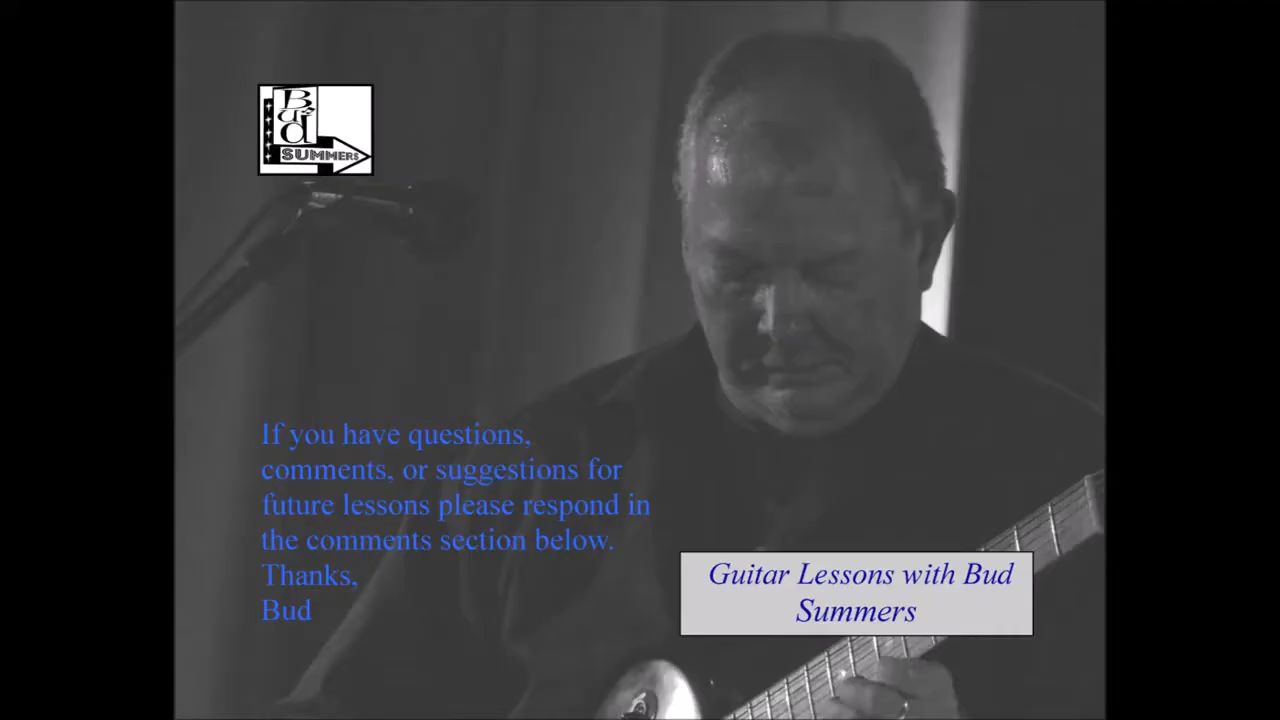 Bud
SUMMERS
If you have questions,
comments, or suggestions for
future lessons please respond in
the comments section below.
Thanks,
Bud
Guitar Lessons with Bud
Summers